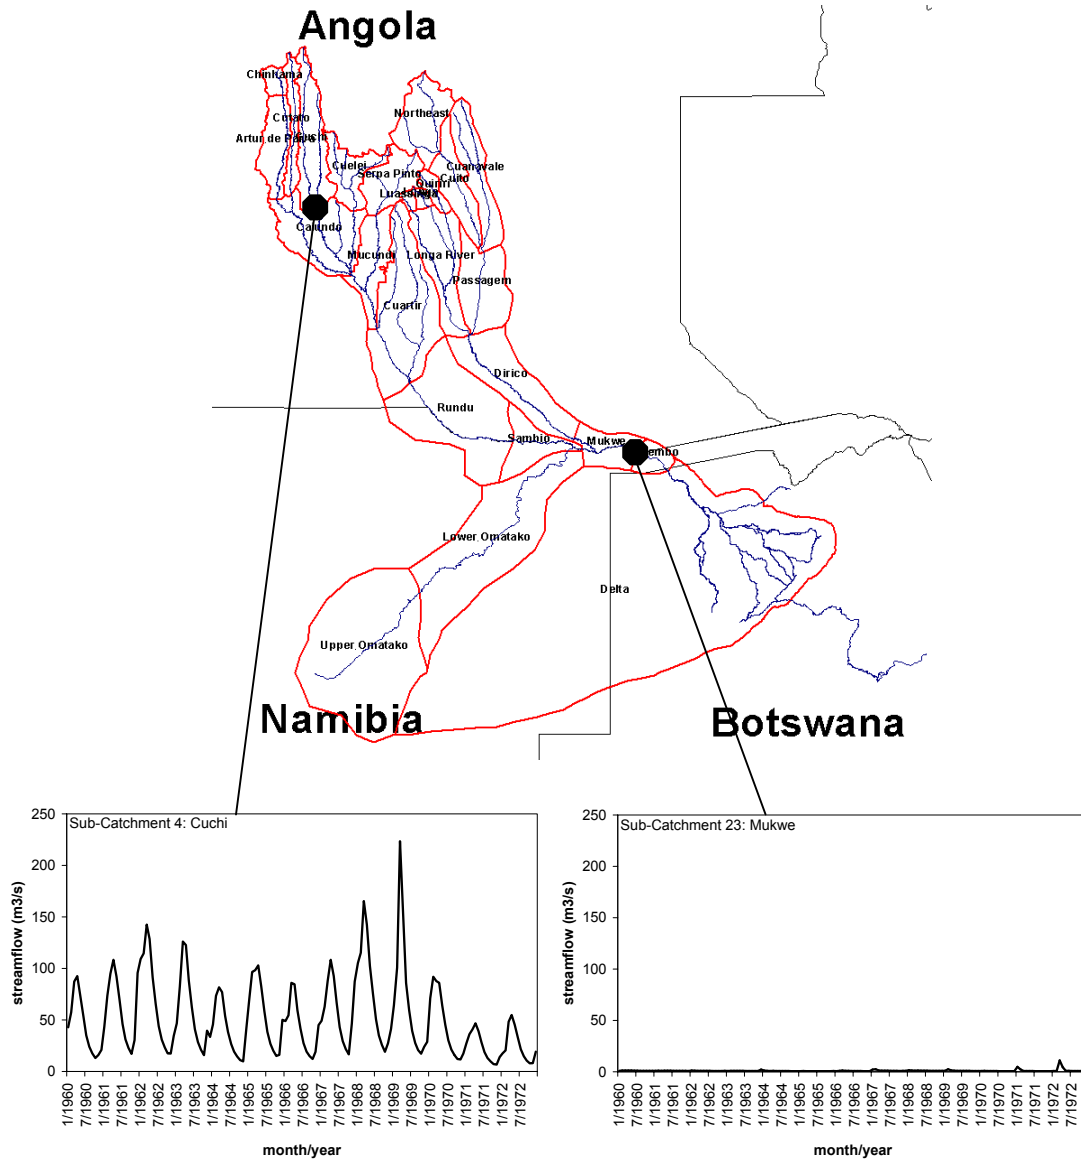 Angola
Chinhama
Cutato
Artur de Paiva
Cuchi
Northeast
Cuelei
Serpa Pinto
Cuanavale
Cuito
Quiriri
Luassinga
Caiundo
Mucundi
Longa River
Passagem
Cuartir
Dirico
Rundu
Sambio
Mukwe
embo
Lower Omatako
Delta
Upper Omatako
Namibia
Botswana
Sub-Catchment 4: Cuchi
250
200
150
100
50
0
streamflow (m3/s)
1/1960
7/1960
1/1961
7/1961
1/1962
7/1962
1/1963
7/1963
1/1964
7/1964
1/1965
7/1965
1/1966
7/1966
1/1967
7/1967
1/1968
7/1968
1/1969
7/1969
1/1970
7/1970
1/1971
7/1971
1/1972
7/1972
month/year
Sub-Catchment 23: Mukwe
250
200
150
100
50
0
streamflow (m3/s)
1/1960
7/1960
1/1961
7/1961
1/1962
7/1962
1/1963
7/1963
1/1964
7/1964
1/1965
7/1965
1/1966
7/1966
1/1967
7/1967
1/1968
7/1968
1/1969
7/1969
1/1970
7/1970
1/1971
7/1971
1/1972
7/1972
month/year